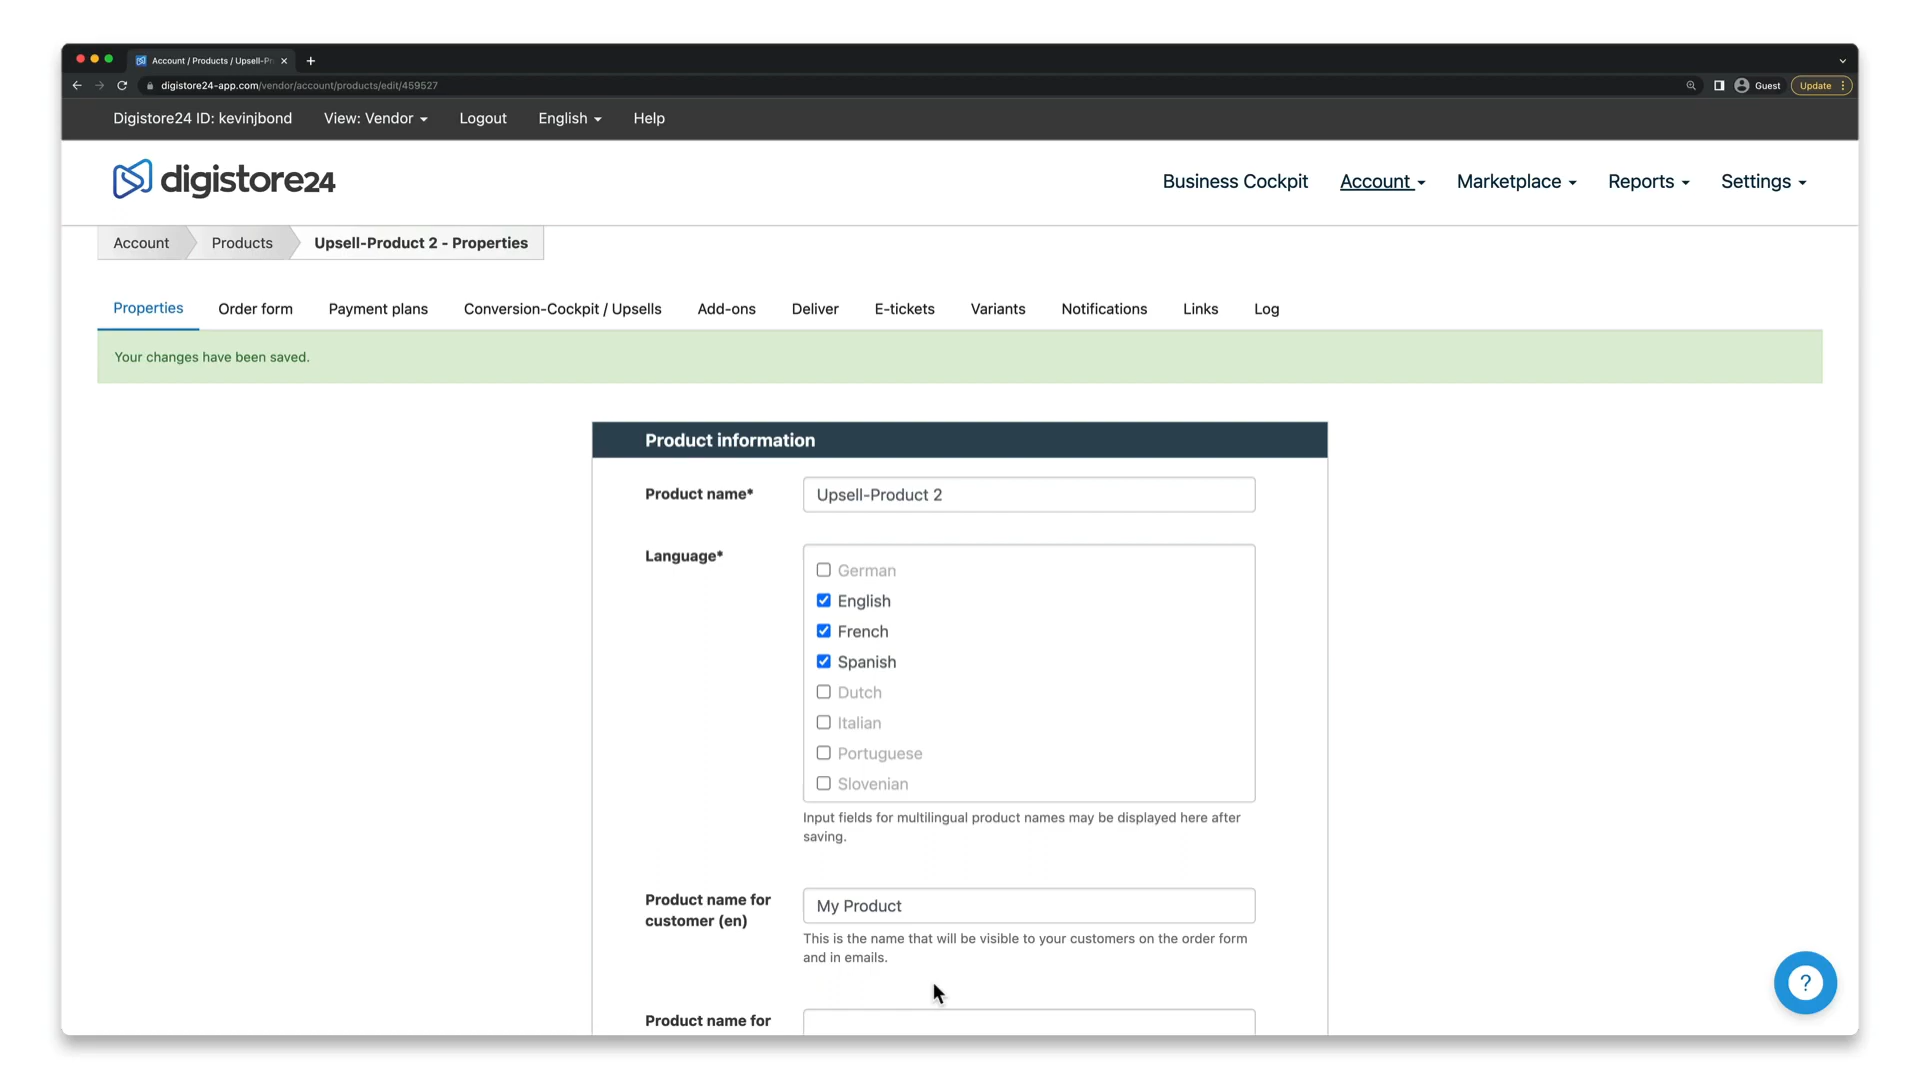 Account / Products / Upsell-Pr
digistore24-app.com/vendor/account/products/edit/459527
Guest
Update
Digistore24 ID: kevinjbond
View: Vendor
Logout
English
Help
digistore24
Business Cockpit
Account
Marketplace
Reports
Settings
Account
Products
Upsell-Product 2 - Properties
Properties
Order form
Payment plans
Conversion-Cockpit / Upsells
Add-ons
Deliver
E-tickets
Variants
Notifications
Links
Log
Your changes have been saved.
Product information
Product name*
Upsell-Product 2
Language*
German
English
French
Spanish
Dutch
Italian
Portuguese
Slovenian
Input fields for multilingual product names may be displayed here after
saving.
Product name for
customer (en)
My Product
This is the name that will be visible to your customers on the order form
and in emails.
?
Product name for